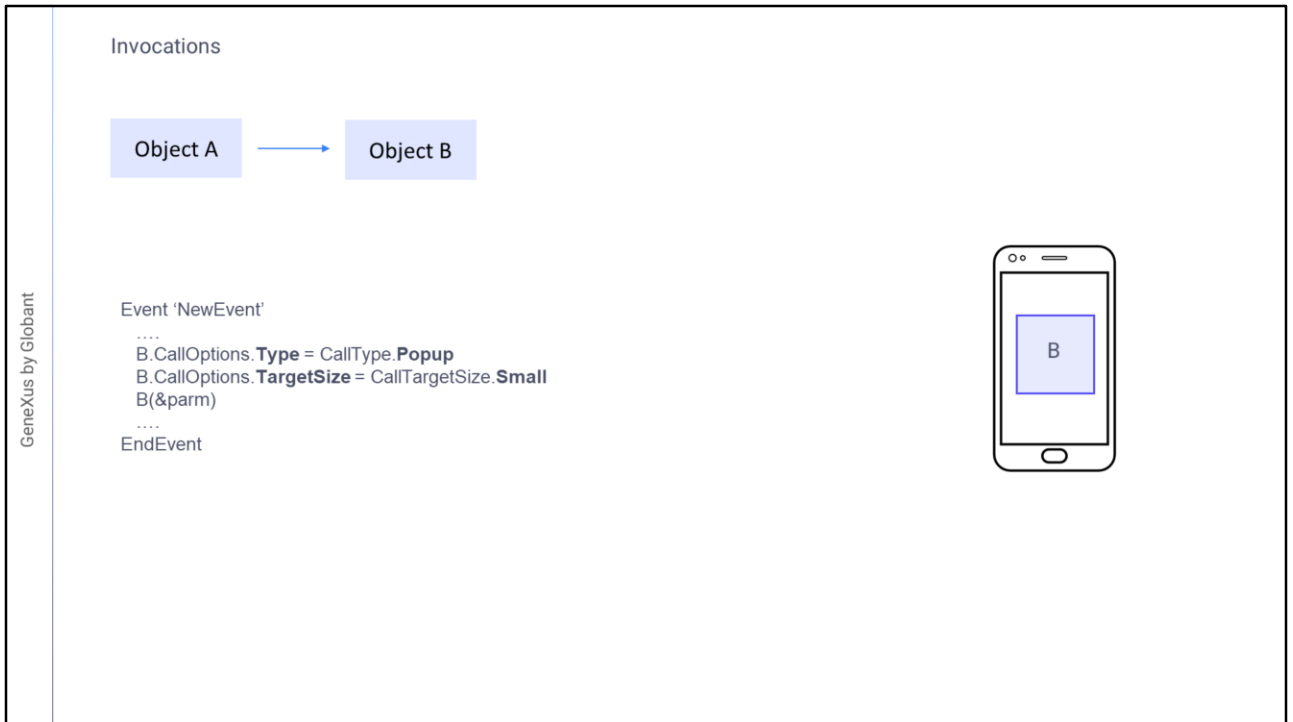 Invocations
Object A
Object B
Event ‘NewEvent’
....
B.CallOptions.Type = CallType.Popup
B.CallOptions.TargetSize = CallTargetSize.Small
B(&parm)
....
EndEvent
B
GeneXus by Globant